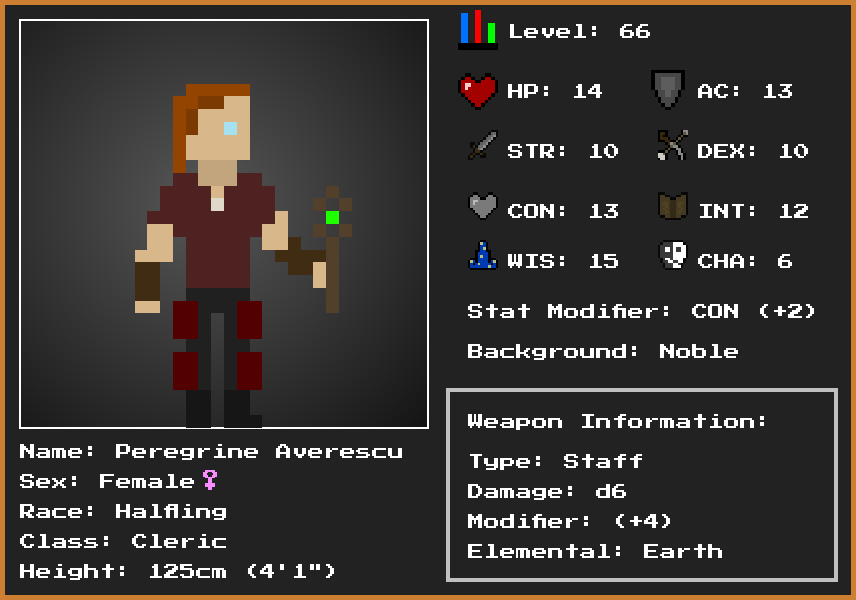 Level: 66
HP: 14 AC: 13
STR: 10 DEX: 10
CON: 13 INT: 12
WIS: 15 CHA: 6
Stat Modifier: CON (+2)
Background: Noble
Weapon Information:
Type: Staff
Damage: d6
Modifier: (+4)
Elemental: Earth
Name: Peregrine Averescu
Sex: Female♀
Race: Halfling
Class: Cleric
Height: 125cm (4'1")